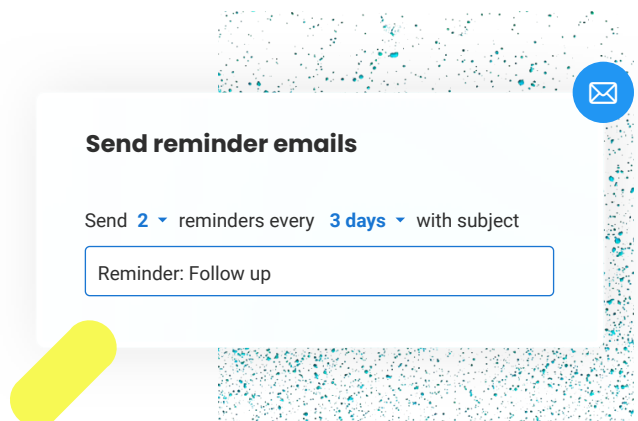 Send reminder emails
Send 2 reminders every 3 days with subject
Reminder: Follow up